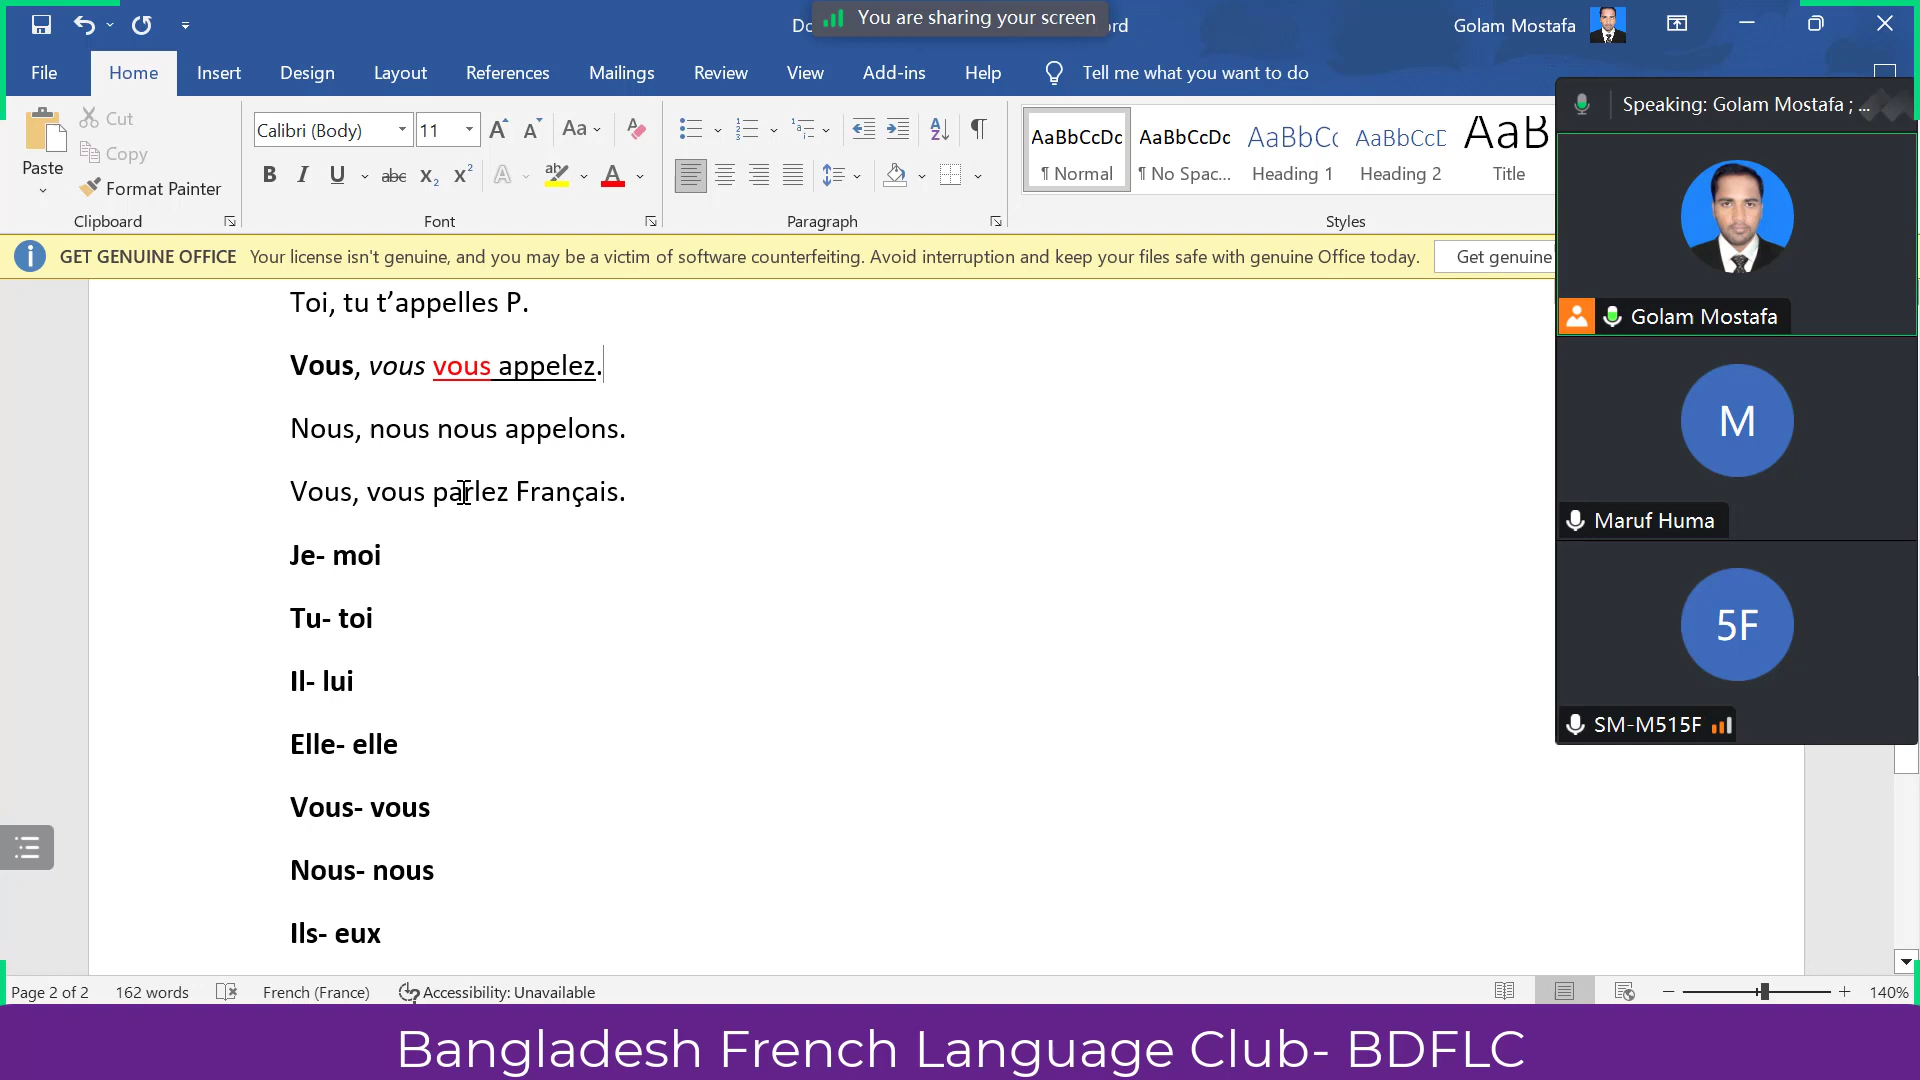 You are sharing your screen
Do
rd
Golam Mostafa
File Home Insert Design Layout References Mailings Review View Add-ins Help Tell me what you want to do
Speaking: Golam Mostafa ; ...
Paste
Cut
Copy
Format Painter
Clipboard
Calibri (Body) 11
Font
Paragraph
AaBbCcDc AaBbCcDc AaBbCc AaBbCcD AaB
¶ Normal ¶ No Spac... Heading 1 Heading 2 Title
Styles
GET GENUINE OFFICE Your license isn't genuine, and you may be a victim of software counterfeiting. Avoid interruption and keep your files safe with genuine Office today. Get genuine
Toi, tu t’appelles P.
Vous, vous vous appelez.
Nous, nous nous appelons.
Vous, vous parlez Français.
Je- moi
Tu- toi
Il- lui
Elle- elle
Vous- vous
Nous- nous
Ils- eux
Golam Mostafa
M
Maruf Huma
5F
SM-M515F
Page 2 of 2 162 words French (France) Accessibility: Unavailable 140%
Bangladesh French Language Club- BDFLC